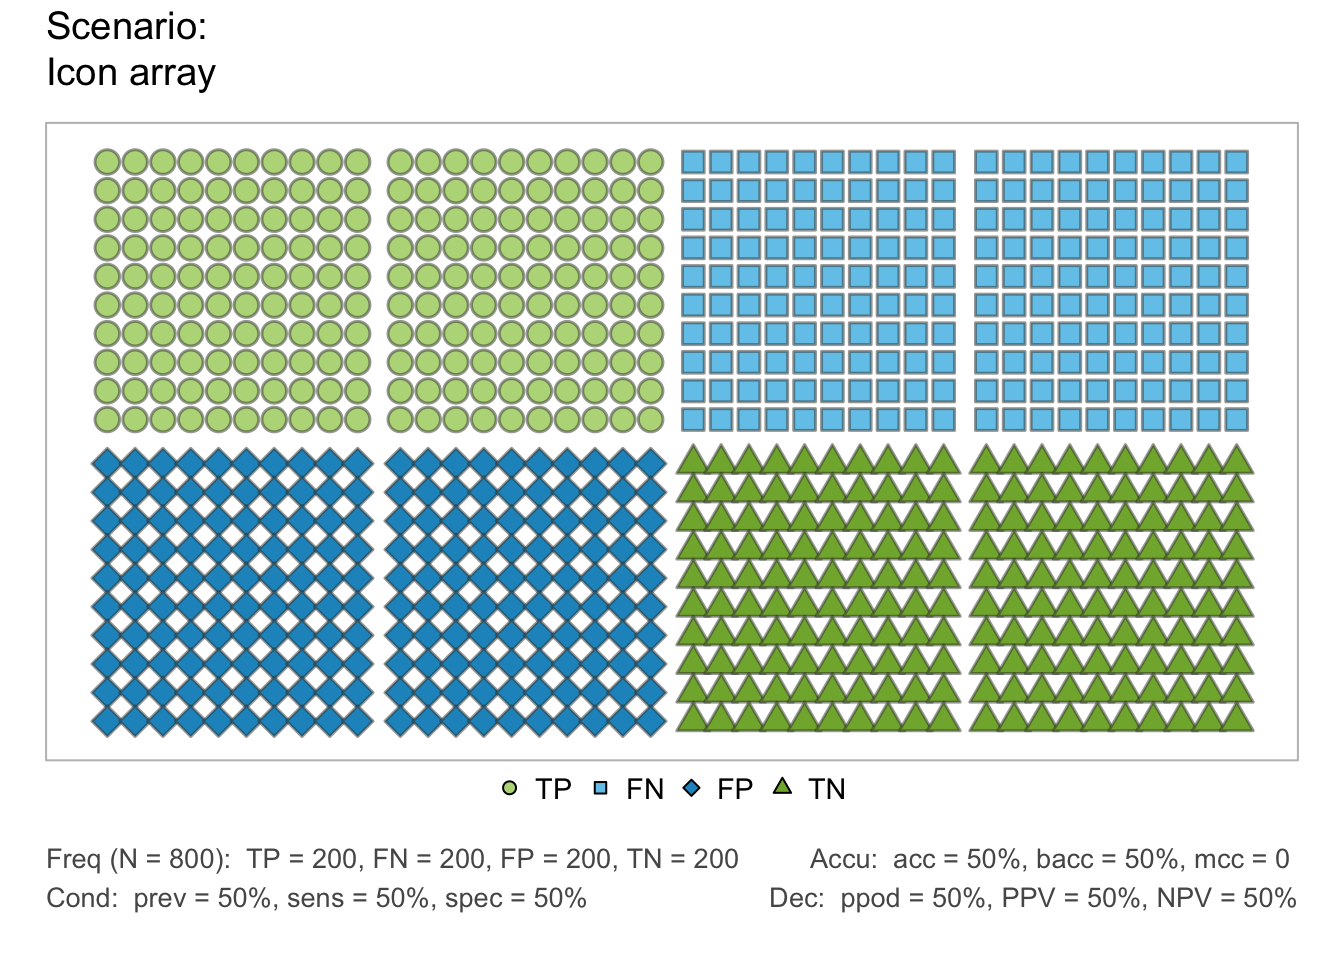 Scenario:
Icon array
TP FN FP TN
Freq (N = 800):  TP = 200, FN = 200, FP = 200, TN = 200 Accu:  acc = 50%, bacc = 50%, mcc = 0
Cond:  prev = 50%, sens = 50%, spec = 50% Dec:  ppod = 50%, PPV = 50%, NPV = 50%